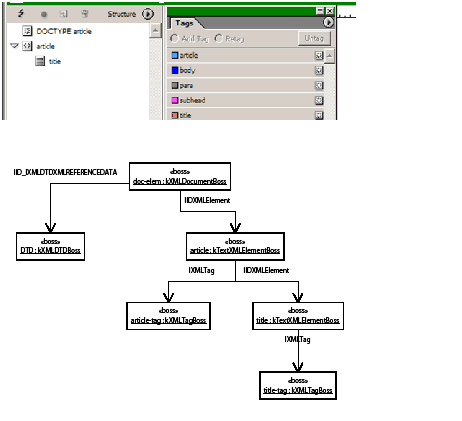 Structure
Tags
Add Tag Retag Untag
DOCTYPE article
article
title
article
body
para
subhead
title
«boss»
doc-elem : kXMLDocumentBoss
IID_IXMLDTDXMLREFERENCEDATA
IIDXMLElement
«boss»
DTD : kXMLDTDBoss
«boss»
article : kTextXMLElementBoss
IXMLTag
IIDXMLElement
«boss»
article-tag : kXMLTagBoss
«boss»
title : kTextXMLElementBoss
IXMLTag
«boss»
title-tag : kXMLTagBoss